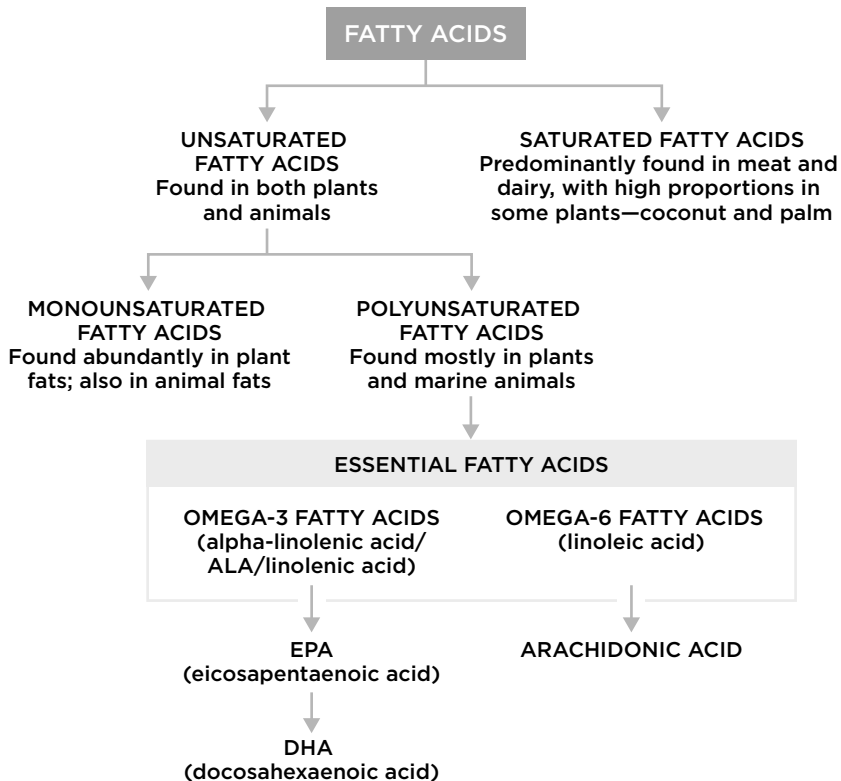 FATTY ACIDS
UNSATURATED
FATTY ACIDS
Found in both plants
and animals
SATURATED FATTY ACIDS
Predominantly found in meat and
dairy, with high proportions in
some plants—coconut and palm
MONOUNSATURATED
FATTY ACIDS
Found abundantly in plant
fats; also in animal fats
POLYUNSATURATED
FATTY ACIDS
Found mostly in plants
and marine animals
ESSENTIAL FATTY ACIDS
OMEGA-3 FATTY ACIDS
(alpha-linolenic acid/
ALA/linolenic acid)
OMEGA-6 FATTY ACIDS
(linoleic acid)
EPA
(eicosapentaenoic acid)
ARACHIDONIC ACID
DHA
(docosahexaenoic acid)